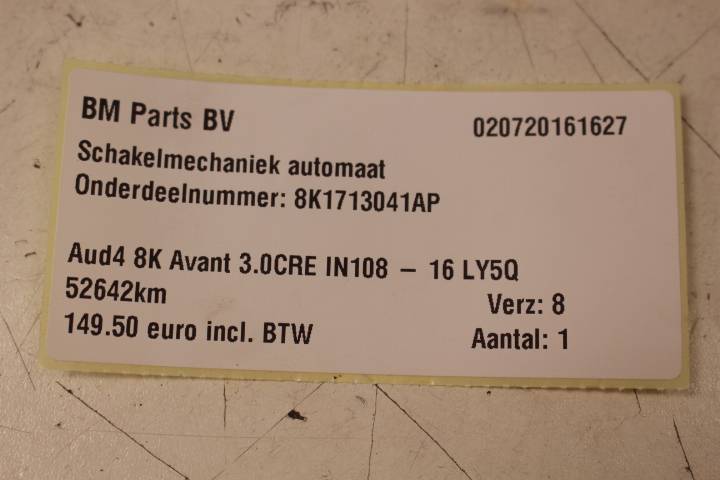 BM Parts BV 020720161627
Schakelmechaniek automaat
Onderdeelnummer: 8K1713041AP
Aud4 8K Avant 3.0CRE IN108 – 16 LY5Q
52642km Verz: 8
149.50 euro incl. BTW Aantal: 1